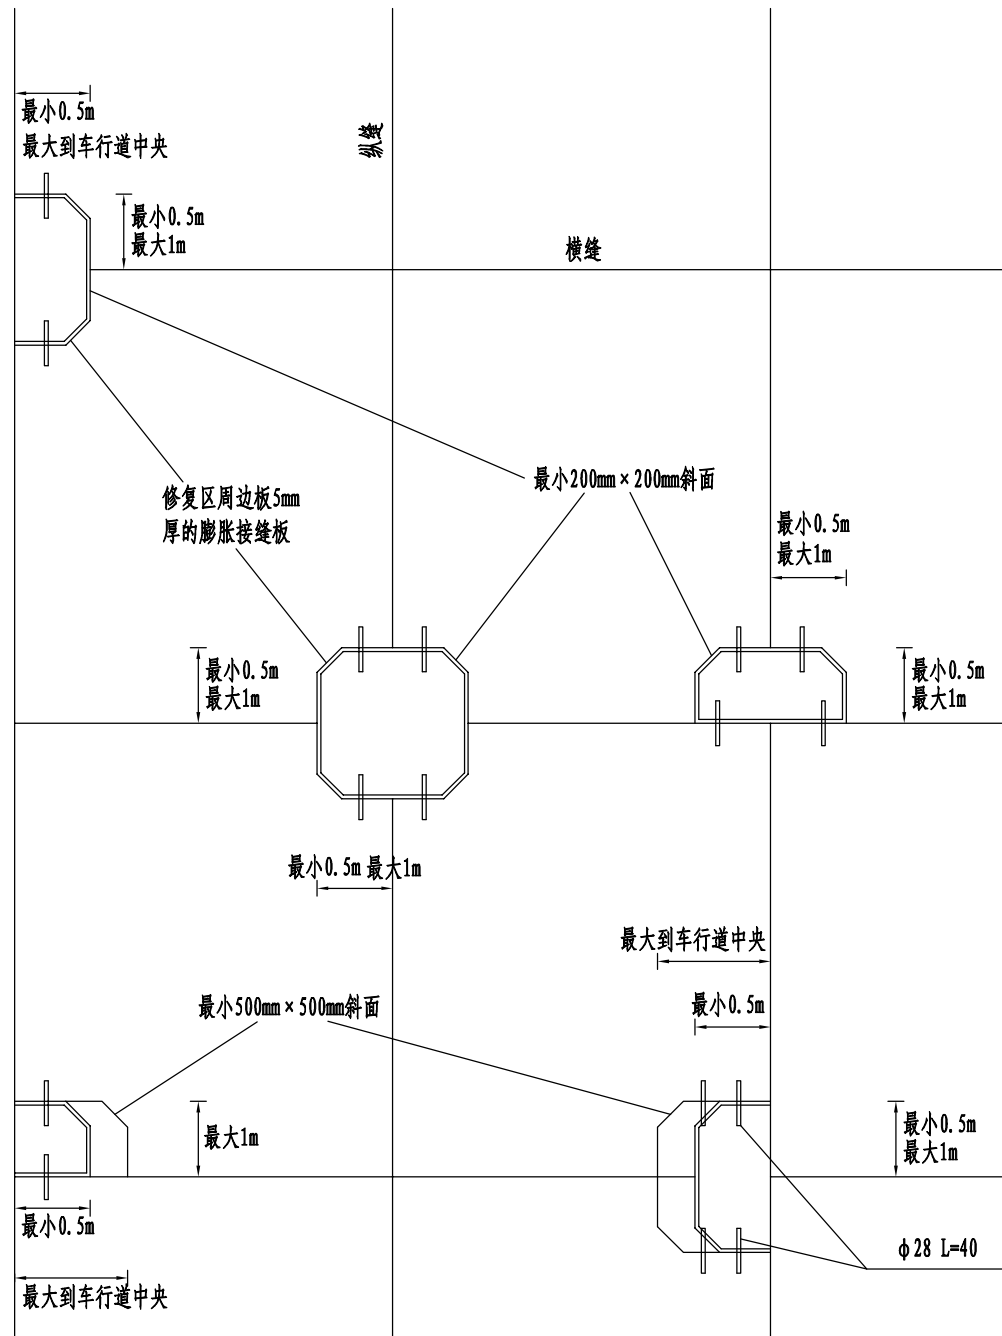 最小0.5m
最大到车行道中央
纵缝
最小0.5m
最大1m
横缝
最小200mm×200mm斜面
修复区周边板5mm
厚的膨胀接缝板
最小0.5m
最大1m
最小0.5m
最大1m
最小0.5m
最大1m
最小0.5m 最大1m
最大到车行道中央
最小500mm×500mm斜面
最小0.5m
最大1m
最小0.5m
最大1m
最小0.5m
ϕ28 L=40
最大到车行道中央